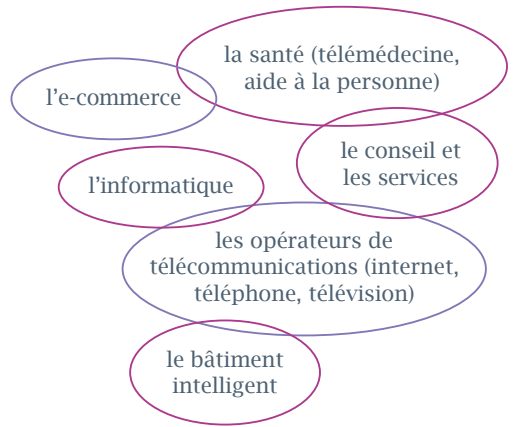 la santé (télémédecine,
aide à la personne)
l’e-commerce
le conseil et
les services
l’informatique
les opérateurs de
télécommunications (internet,
téléphone, télévision)
le bâtiment
intelligent